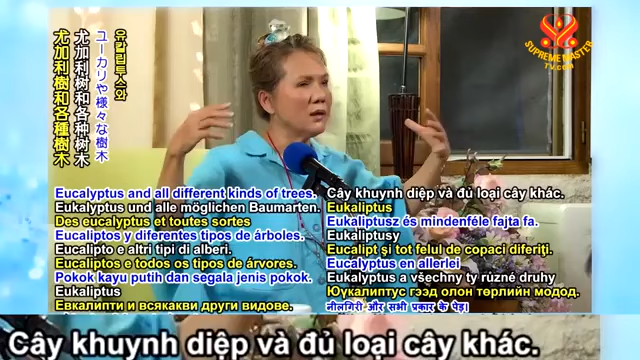 SUPREME MASTER
TV.com
유칼립투스와
ユーカリや様々な樹木
尤加利树和各种树木
尤加利樹和各種樹木
Eucalyptus and all different kinds of trees.
Eukalyptus und alle möglichen Baumarten.
Des eucalyptus et toutes sortes
Eucaliptos y diferentes tipos de árboles.
Eucalipto e altri tipi di alberi.
Eucaliptos e todos os tipos de árvores.
Pokok kayu putih dan segala jenis pokok.
Eukaliptus
Евкалипти и всякакви други видове.
Cây khuynh diệp và đủ loại cây khác.
Eukaliptus
Eukaliptusz és mindenféle fajta fa.
Eukaliptusy
Eucalipt şi tot felul de copaci diferiţi.
Eucalyptus en allerlei
Eukalyptus a všechny ty různé druhy
Юүкалиптус гээд олон төрлийн модод.
नीलगिरी और सभी प्रकार के पेड़।
Cây khuynh diệp và đủ loại cây khác.